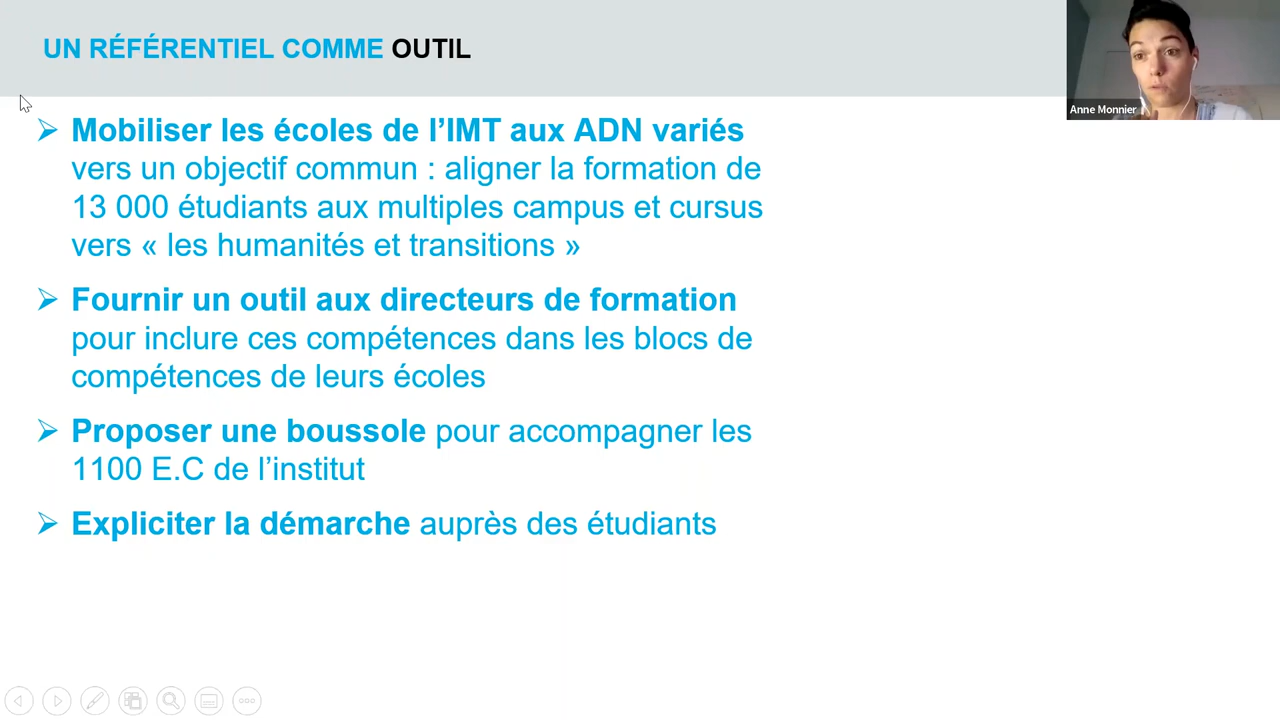 UN RÉFÉRENTIEL COMME OUTIL
Anne Monnier
Mobiliser les écoles de l’IMT aux ADN variés
vers un objectif commun : aligner la formation de
13 000 étudiants aux multiples campus et cursus
vers « les humanités et transitions »
Fournir un outil aux directeurs de formation
pour inclure ces compétences dans les blocs de
compétences de leurs écoles
Proposer une boussole pour accompagner les
1100 E.C de l’institut
Expliciter la démarche auprès des étudiants